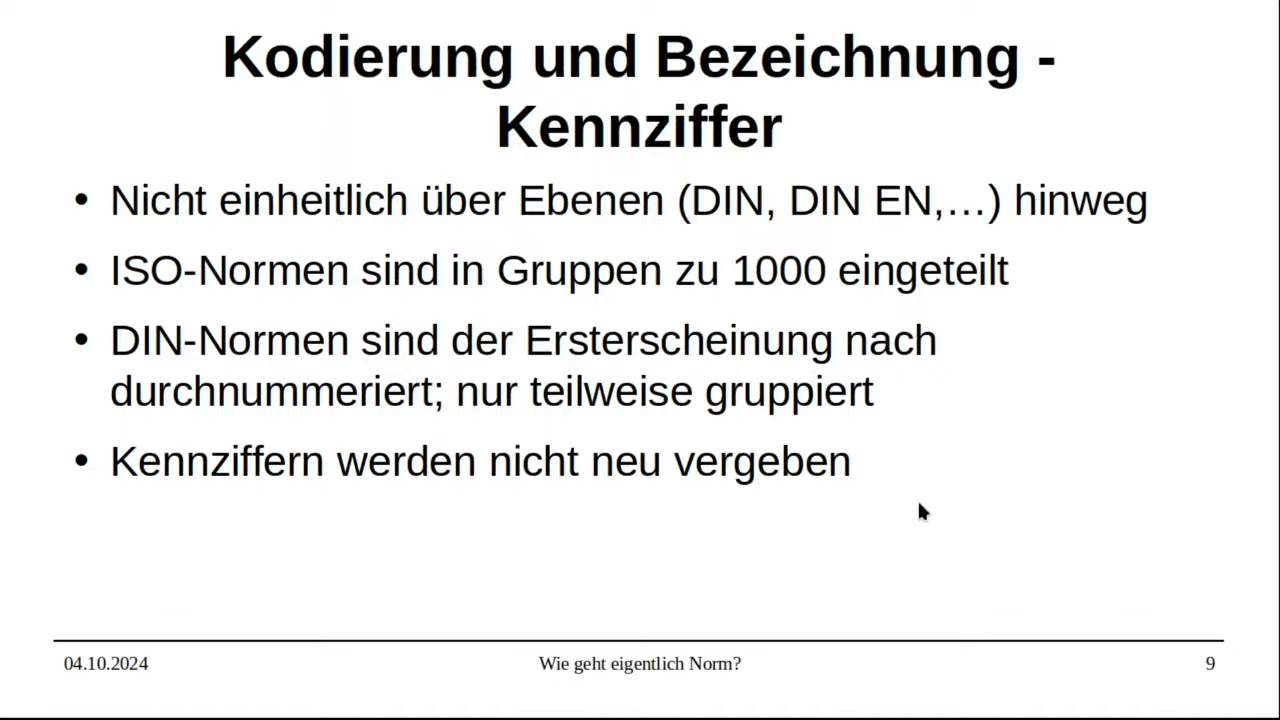 Kodierung und Bezeichnung -
Kennziffer
• Nicht einheitlich über Ebenen (DIN, DIN EN,…) hinweg
• ISO-Normen sind in Gruppen zu 1000 eingeteilt
• DIN-Normen sind der Ersterscheinung nach
durchnummeriert; nur teilweise gruppiert
• Kennziffern werden nicht neu vergeben
04.10.2024 Wie geht eigentlich Norm? 9